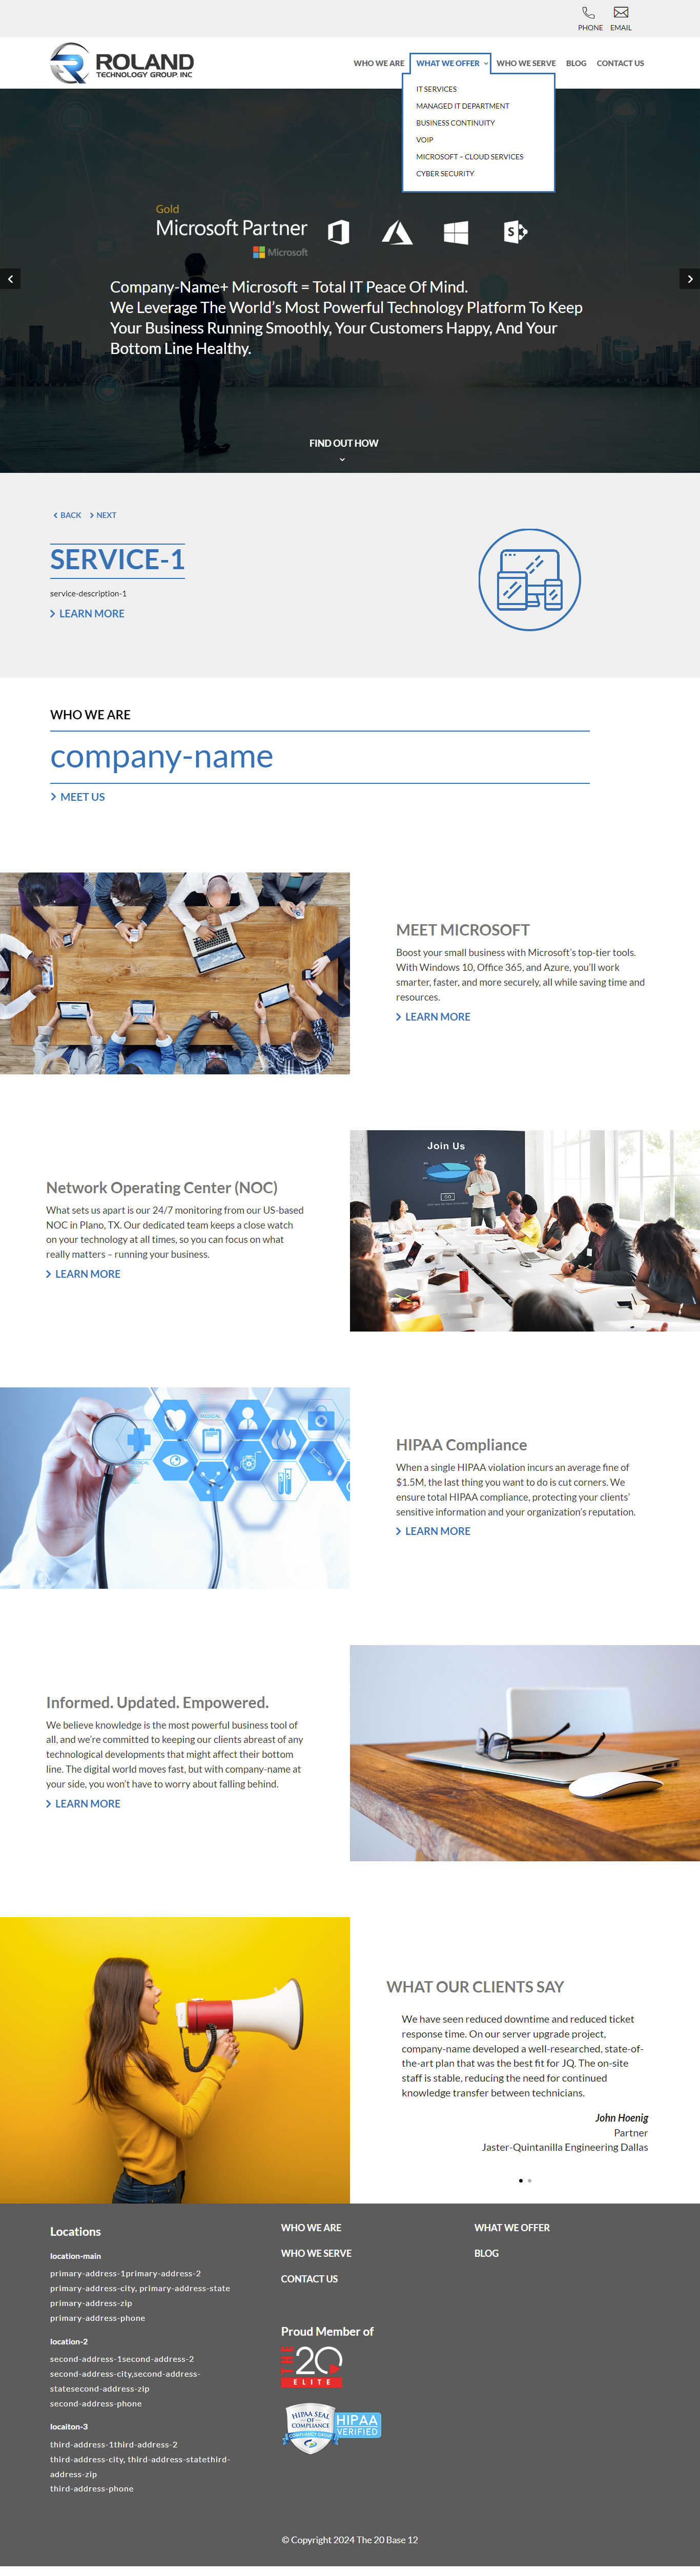 PHONE EMAIL
ROLAND
TECHNOLOGY GROUP, INC
WHO WE ARE WHAT WE OFFER WHO WE SERVE BLOG CONTACT US
IT SERVICES
MANAGED IT DEPARTMENT
BUSINESS CONTINUITY
VOIP
MICROSOFT – CLOUD SERVICES
CYBER SECURITY
Gold
Microsoft Partner
Microsoft
Company-Name+ Microsoft = Total IT Peace Of Mind.
We Leverage The World's Most Powerful Technology Platform To Keep
Your Business Running Smoothly, Your Customers Happy, And Your
Bottom Line Healthy.
FIND OUT HOW
BACK NEXT
SERVICE-1
service-description-1
LEARN MORE
WHO WE ARE
company-name
MEET US
MEET MICROSOFT
Boost your small business with Microsoft's top-tier tools.
With Windows 10, Office 365, and Azure, you'll work
smarter, faster, and more securely, all while saving time and
resources.
LEARN MORE
Join Us
GO
Network Operating Center (NOC)
What sets us apart is our 24/7 monitoring from our US-based
NOC in Plano, TX. Our dedicated team keeps a close watch
on your technology at all times, so you can focus on what
really matters – running your business.
LEARN MORE
MEDICAL
HIPAA Compliance
When a single HIPAA violation incurs an average fine of
$1.5M, the last thing you want to do is cut corners. We
ensure total HIPAA compliance, protecting your clients'
sensitive information and your organization's reputation.
LEARN MORE
Informed. Updated. Empowered.
We believe knowledge is the most powerful business tool of
all, and we're committed to keeping our clients abreast of any
technological developments that might affect their bottom
line. The digital world moves fast, but with company-name at
your side, you won't have to worry about falling behind.
LEARN MORE
WHAT OUR CLIENTS SAY
We have seen reduced downtime and reduced ticket
response time. On our server upgrade project,
company-name developed a well-researched, state-of-
the-art plan that was the best fit for JQ. The on-site
staff is stable, reducing the need for continued
knowledge transfer between technicians.
John Hoenig
Partner
Jaster-Quintanilla Engineering Dallas
Locations
location-main
primary-address-1primary-address-2
primary-address-city, primary-address-state
primary-address-zip
primary-address-phone
location-2
second-address-1second-address-2
second-address-city,second-address-
statesecond-address-zip
second-address-phone
locaiton-3
third-address-1third-address-2
third-address-city, third-address-statethird-
address-zip
third-address-phone
WHO WE ARE
WHO WE SERVE
CONTACT US
WHAT WE OFFER
BLOG
Proud Member of
THE 20
ELITE
HIPAA SEAL
OF
COMPLIANCE
COMPLIANCY GROUP
HIPAA
VERIFIED
© Copyright 2024 The 20 Base 12